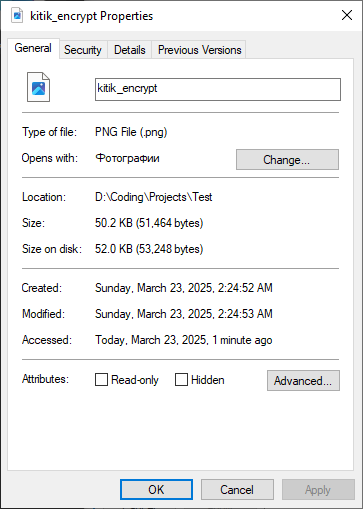 kitik_encrypt Properties
General Security Details Previous Versions
kitik_encrypt
Type of file: PNG File (.png)
Opens with: Фотографии Change...
Location: D:\Coding\Projects\Test
Size: 50.2 KB (51,464 bytes)
Size on disk: 52.0 KB (53,248 bytes)
Created: Sunday, March 23, 2025, 2:24:52 AM
Modified: Sunday, March 23, 2025, 2:24:53 AM
Accessed: Today, March 23, 2025, 1 minute ago
Attributes: Read-only Hidden Advanced...
OK Cancel Apply